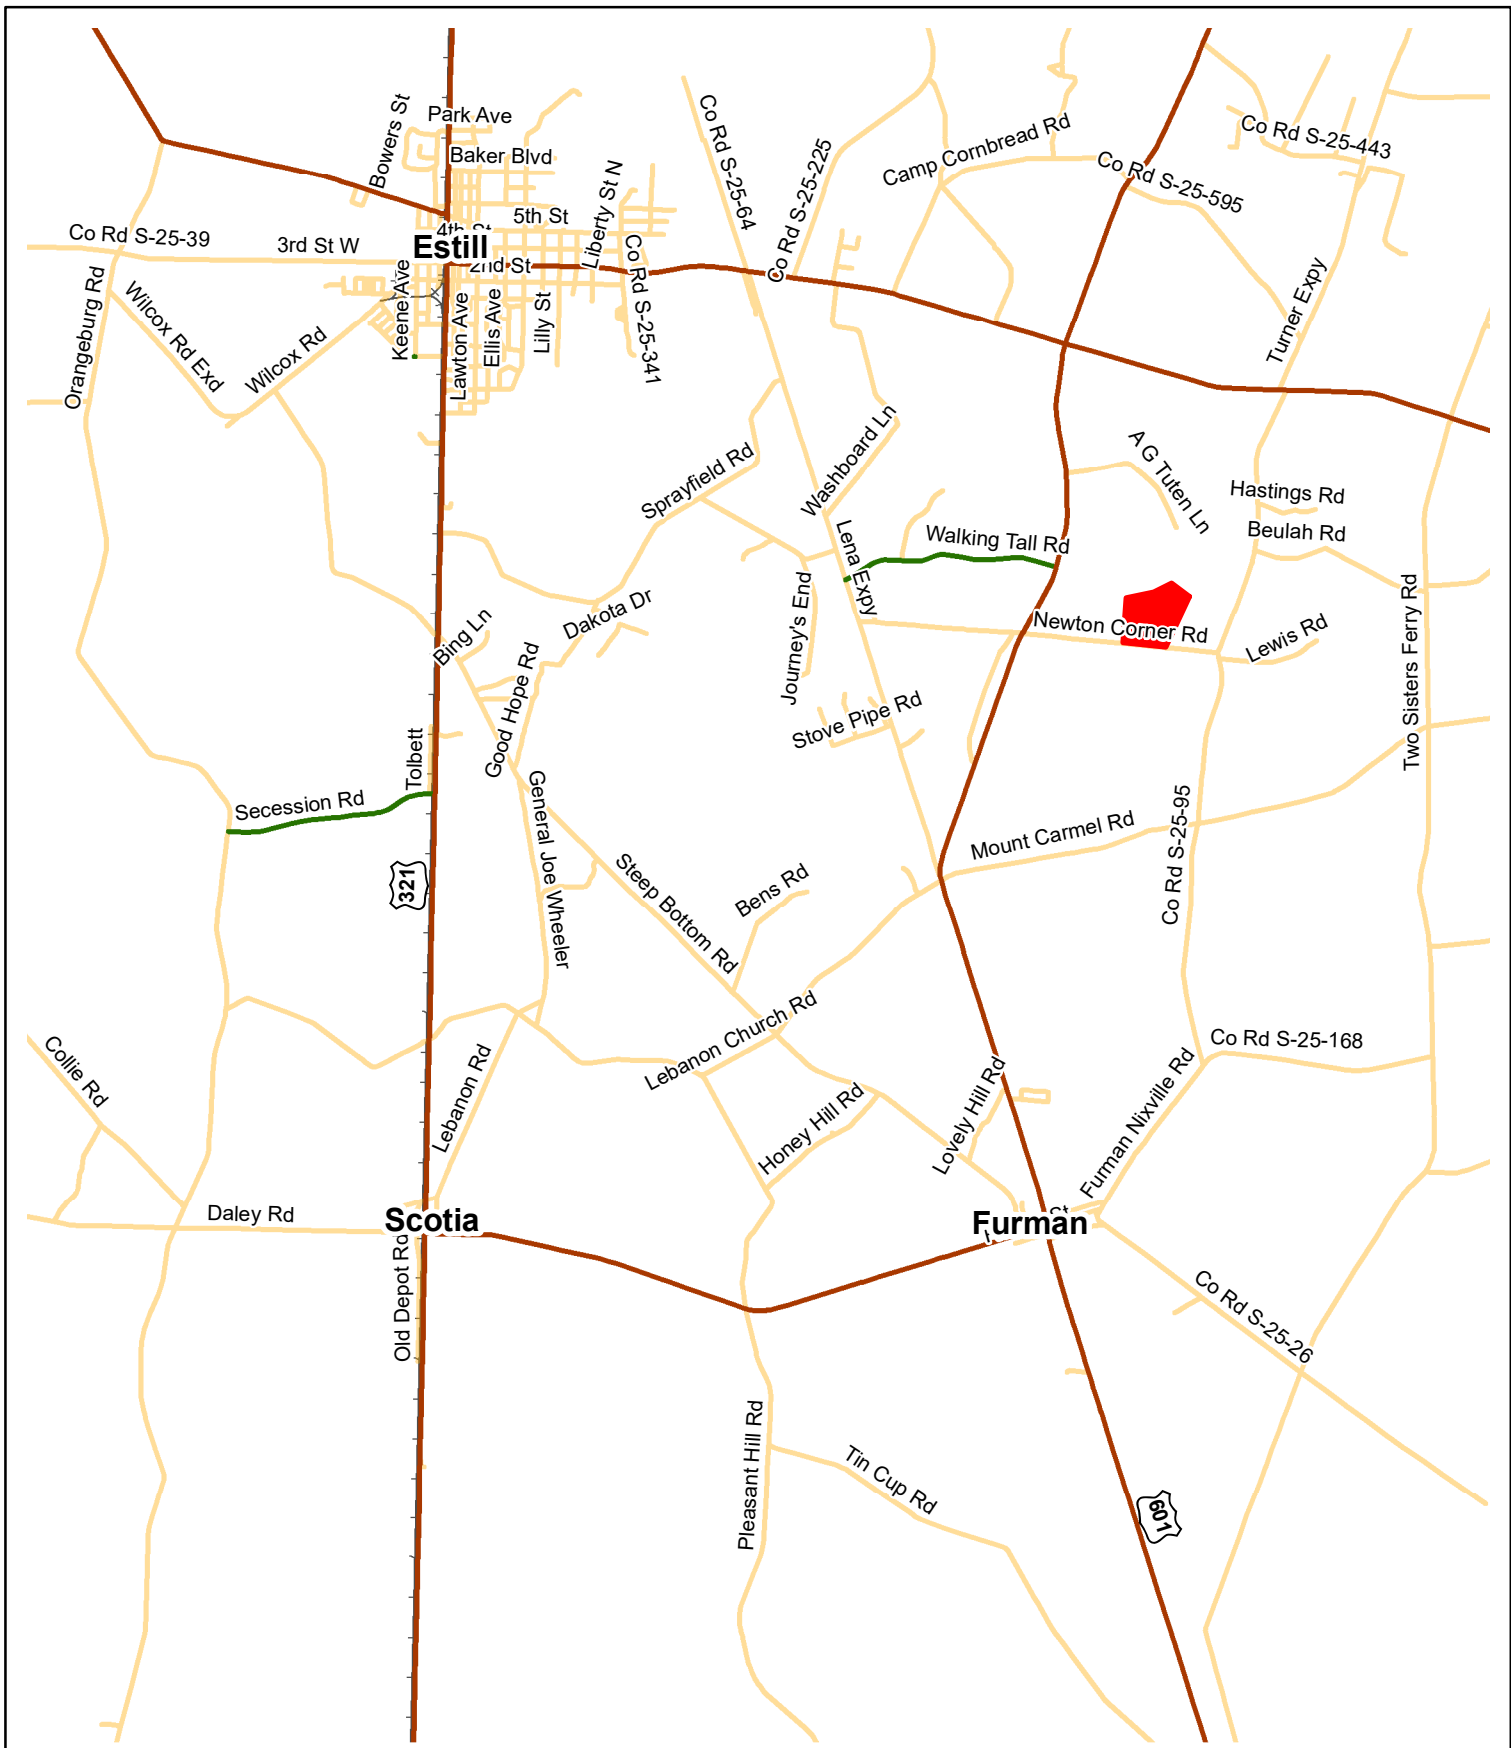 Park Ave
Bowers St
Baker Blvd
Co Rd S-25-64
Co Rd S-25-225
Camp Cornbread Rd
Co Rd S-25-443
Co Rd S-25-595
5th St
Liberty St N
4th St
Co Rd S-25-39
3rd St W
Estill
2nd St
Co Rd S-25-341
Orangeburg Rd
Wilcox Rd Exd
Wilcox Rd
Keene Ave
Lawton Ave
Ellis Ave
Lilly St
Turner Expy
Washboard Ln
Sprayfield Rd
A G Tuten Ln
Hastings Rd
Beulah Rd
Walking Tall Rd
Lena Expy
Journey's End
Dakota Dr
Bing Ln
Good Hope Rd
Newton Corner Rd
Lewis Rd
Two Sisters Ferry Rd
Stove Pipe Rd
Tolbett
Secession Rd
General Joe Wheeler
321
Steep Bottom Rd
Bens Rd
Mount Carmel Rd
Co Rd S-25-95
Lebanon Church Rd
Co Rd S-25-168
Collie Rd
Lebanon Rd
Honey Hill Rd
Lovely Hill Rd
Furman Nixville Rd
Daley Rd
Scotia
Furman
St
Old Depot Rd
Co Rd S-25-26
Pleasant Hill Rd
Tin Cup Rd
601